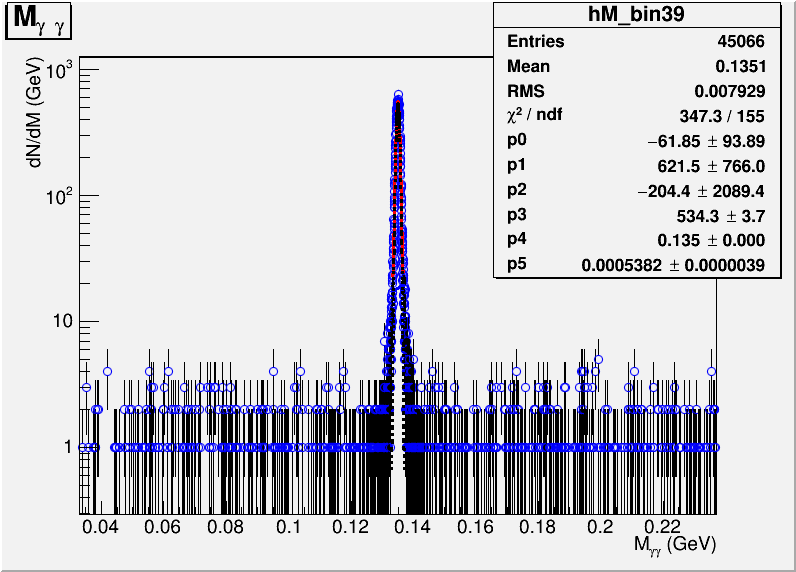 M_γ γ
hM_bin39
Entries 45066
Mean 0.1351
RMS 0.007929
χ² / ndf 347.3 / 155
p0 −61.85 ± 93.89
p1 621.5 ± 766.0
p2 −204.4 ± 2089.4
p3 534.3 ± 3.7
p4 0.135 ± 0.000
p5 0.0005382 ± 0.0000039
dN/dM (GeV)
10³
10²
10
1
0.04 0.06 0.08 0.1 0.12 0.14 0.16 0.18 0.2 0.22
M_γγ (GeV)